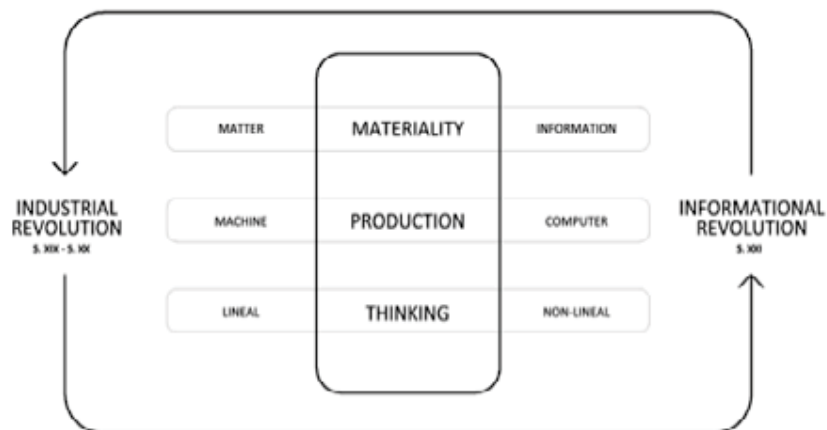 MATTER MATERIALITY INFORMATION
INDUSTRIAL
REVOLUTION
S. XIX - S. XX
MACHINE PRODUCTION COMPUTER
INFORMATIONAL
REVOLUTION
S. XXI
LINEAL THINKING NON-LINEAL